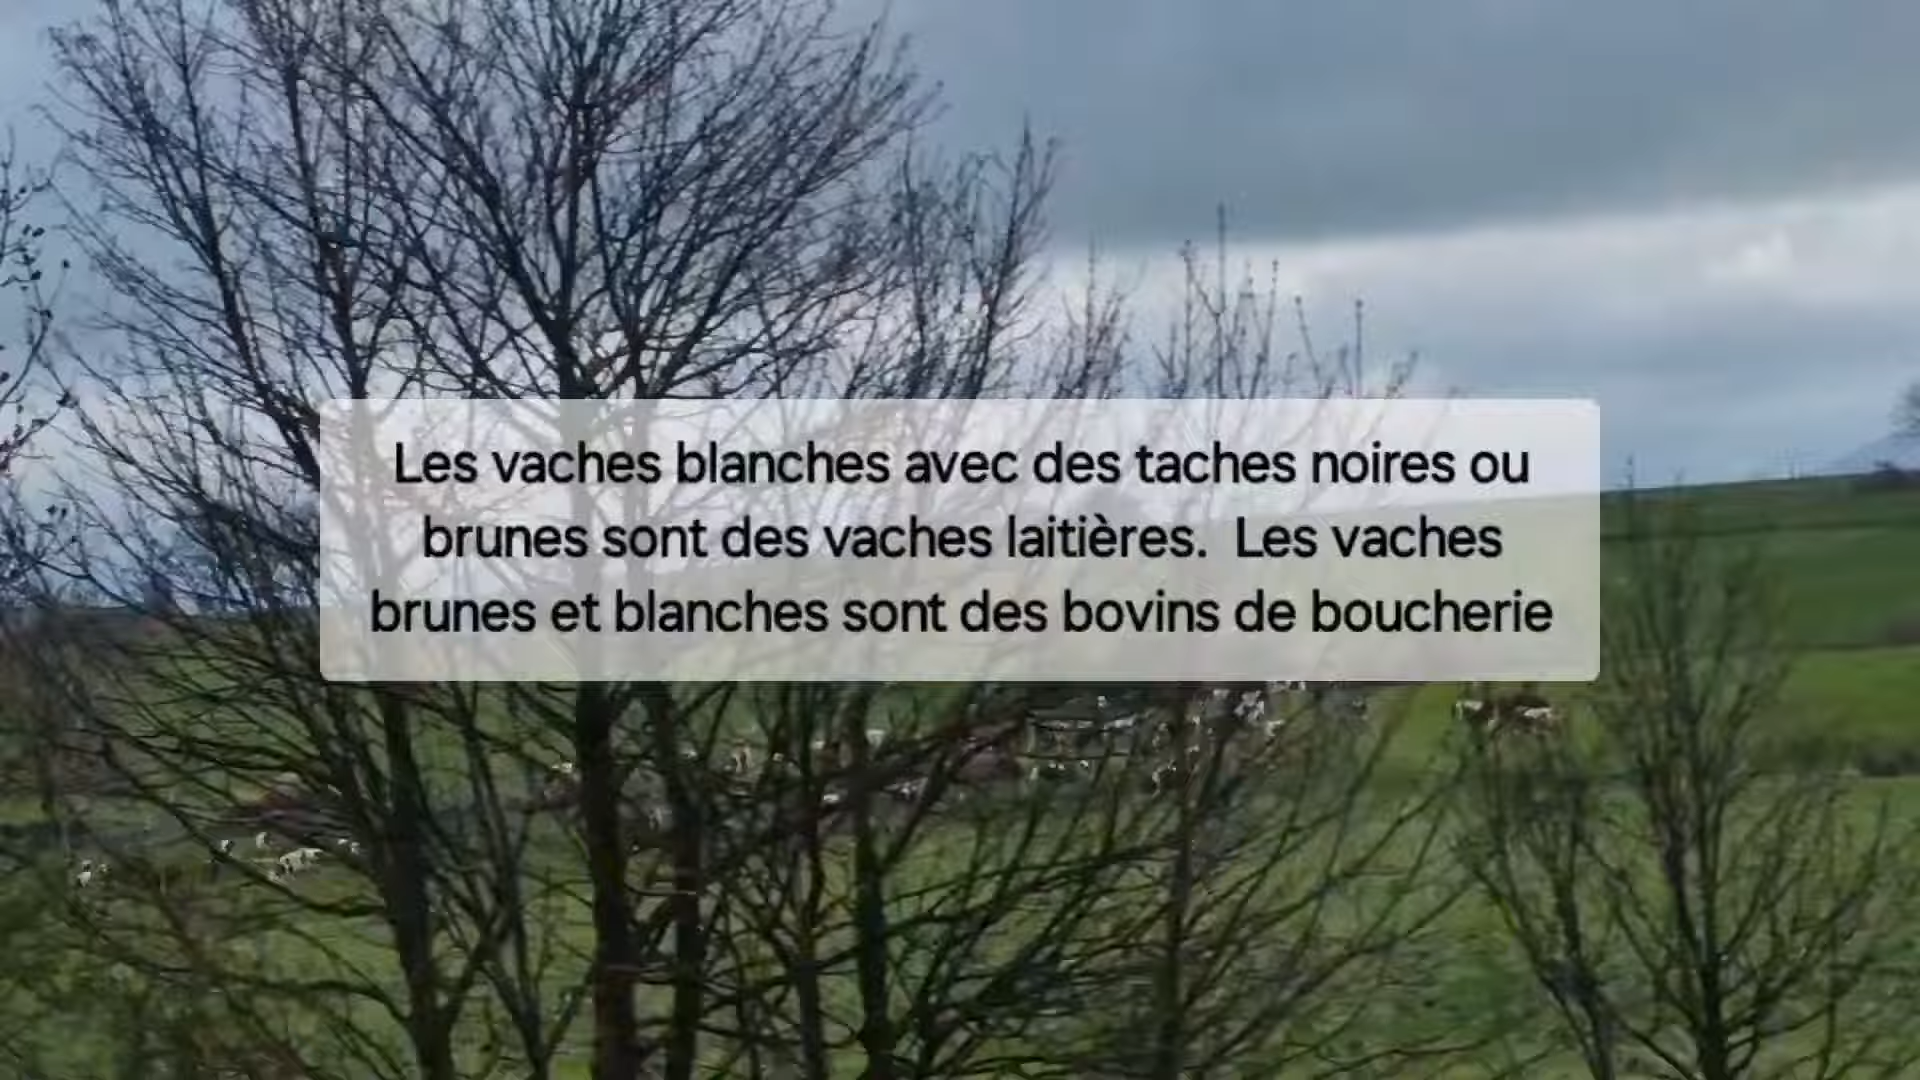 Les vaches blanches avec des taches noires ou
brunes sont des vaches laitières. Les vaches
brunes et blanches sont des bovins de boucherie